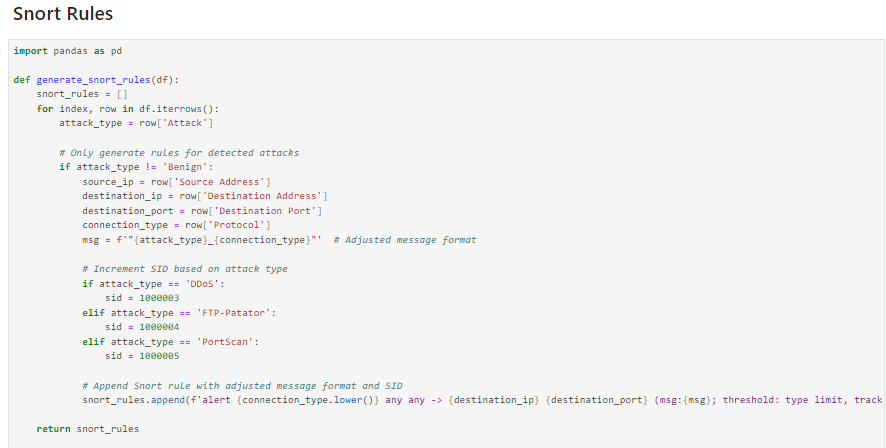 Snort Rules
import pandas as pd
def generate_snort_rules(df):
    snort_rules = []
    for index, row in df.iterrows():
        attack_type = row['Attack']
        # Only generate rules for detected attacks
        if attack_type != 'Benign':
            source_ip = row['Source Address']
            destination_ip = row['Destination Address']
            destination_port = row['Destination Port']
            connection_type = row['Protocol']
            msg = f'"{attack_type}_{connection_type}"'  # Adjusted message format
            # Increment SID based on attack type
            if attack_type == 'DDoS':
                sid = 1000003
            elif attack_type == 'FTP-Patator':
                sid = 1000004
            elif attack_type == 'PortScan':
                sid = 1000005
            # Append Snort rule with adjusted message format and SID
            snort_rules.append(f'alert {connection_type.lower()} any any -> {destination_ip} {destination_port} (msg:{msg}; threshold: type limit, track
    return snort_rules